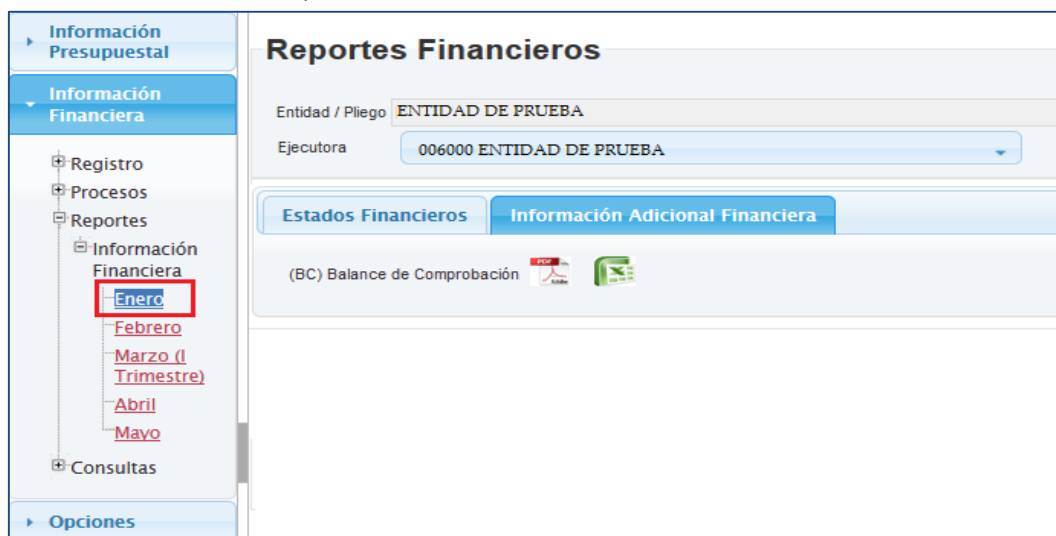 Información
Presupuestal
Información
Financiera
Registro
Procesos
Reportes
Información
Financiera
Enero
Febrero
Marzo (I
Trimestre)
Abril
Mayo
Consultas
Opciones
Reportes Financieros
Entidad / Pliego ENTIDAD DE PRUEBA
Ejecutora 006000 ENTIDAD DE PRUEBA
Estados Financieros Información Adicional Financiera
(BC) Balance de Comprobación PDF